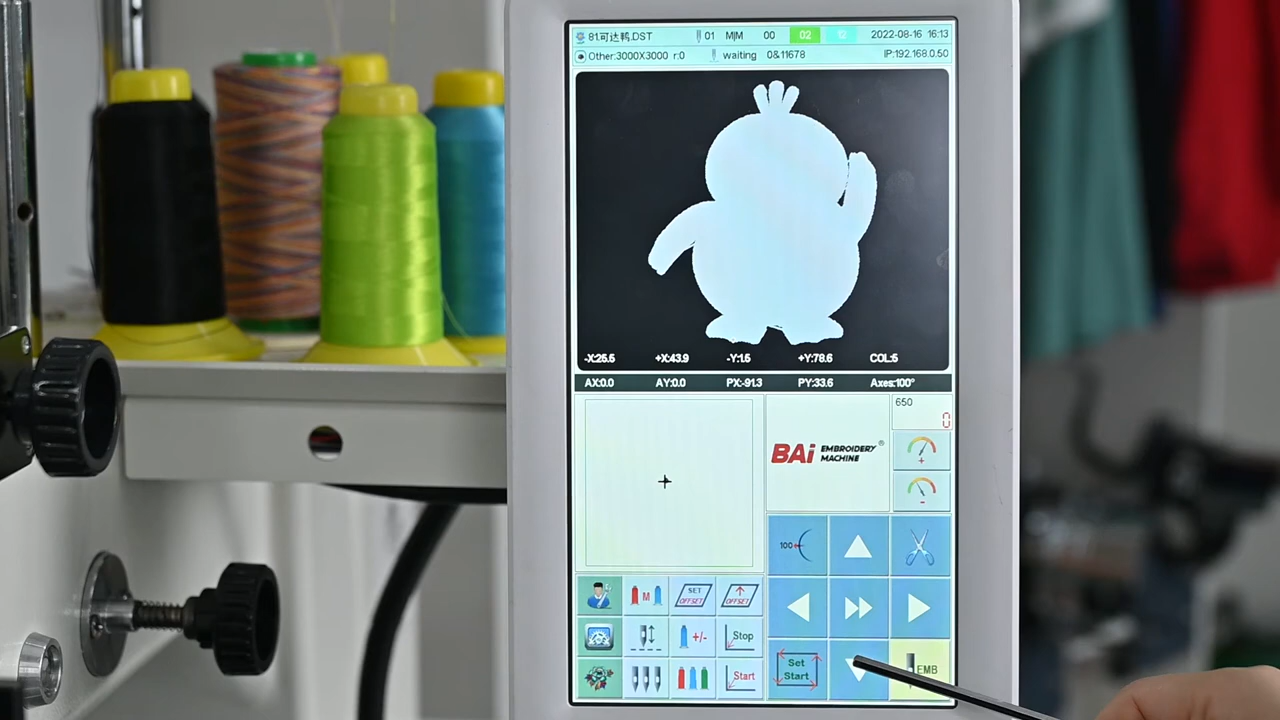 81.可达鸭.DST 01 MJM 00 02 12 2022-08-16 16:13
Other:3000X3000 r:0 waiting 0&11678 IP:192.168.0.50
-X:25.5 +X:43.9 -Y:1.5 +Y:78.6 COL:5
AX:0.0 AY:0.0 PX:-91.3 PY:33.6 Axes:100°
650
0
BAi EMBROIDERY® MACHINE
+
-
100
M
SET OFFSET
OFFSET
+/-
Stop
Start
Set
Start
EMB